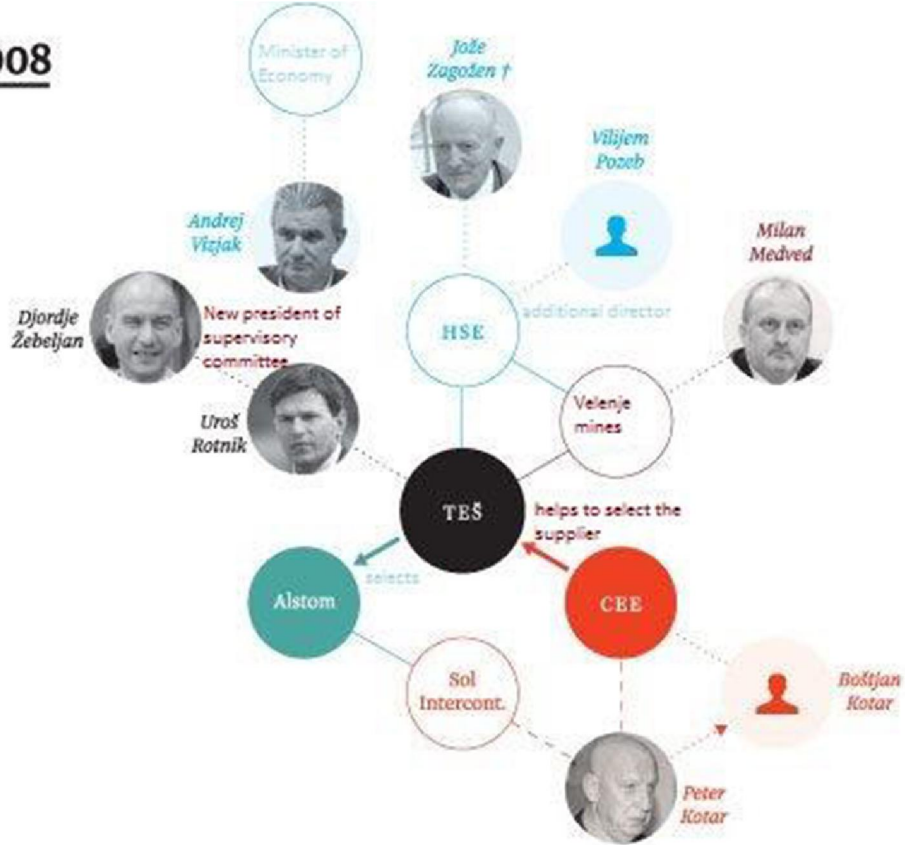 008
Minister of
Economy
Jože
Zagožen †
Vilijem
Pozeb
Andrej
Vizjak
Milan
Medved
Djordje
Žebeljan
New president of
supervisory
committee
HSE
additional director
Uroš
Rotnik
Velenje
mines
TEŠ
helps to select the
supplier
selects
Alstom
CEE
Sol
Intercont.
Boštjan
Kotar
Peter
Kotar